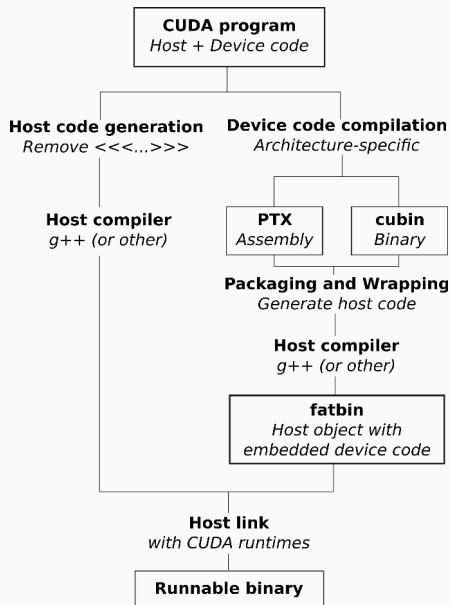 CUDA program
Host + Device code
Host code generation
Remove <<<...>>>
Device code compilation
Architecture-specific
Host compiler
g++ (or other)
PTX
Assembly
cubin
Binary
Packaging and Wrapping
Generate host code
Host compiler
g++ (or other)
fatbin
Host object with
embedded device code
Host link
with CUDA runtimes
Runnable binary